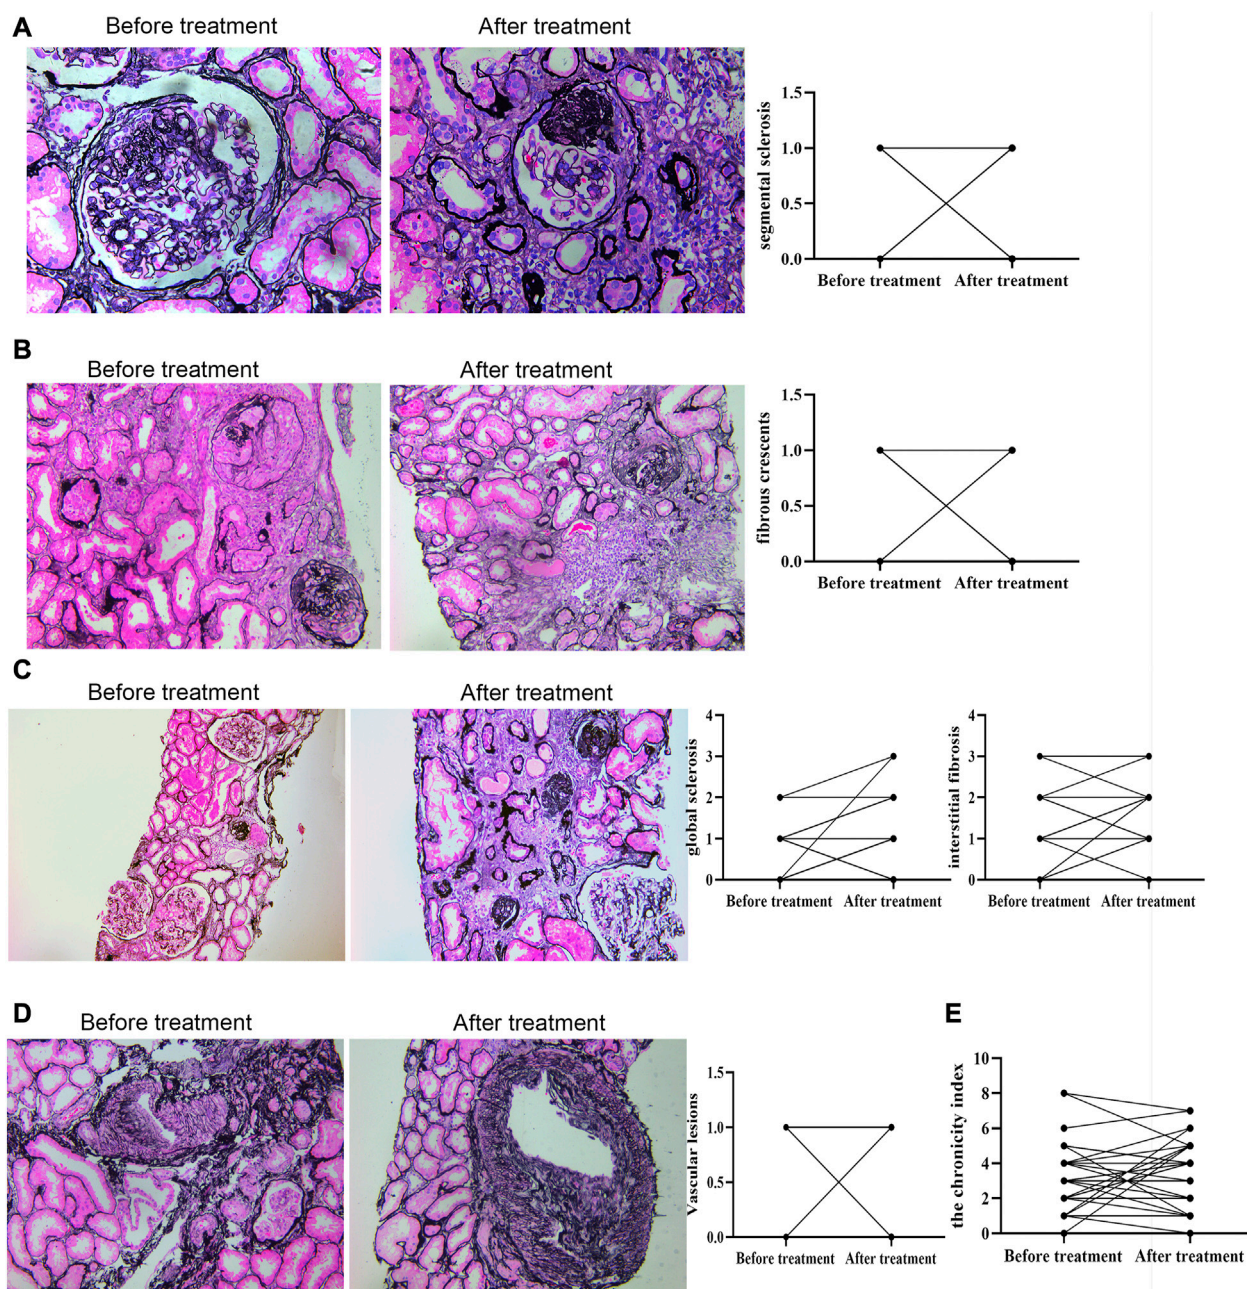 A
Before treatment
After treatment
segmental sclerosis
1.5
1.0
0.5
0.0
Before treatment
After treatment
B
Before treatment
After treatment
fibrous crescents
1.5
1.0
0.5
0.0
Before treatment
After treatment
C
Before treatment
After treatment
global sclerosis
4
3
2
1
0
Before treatment
After treatment
interstitial fibrosis
4
3
2
1
0
Before treatment
After treatment
D
Before treatment
After treatment
Vascular lesions
1.5
1.0
0.5
0.0
Before treatment
After treatment
E
the chronicity index
10
8
6
4
2
0
Before treatment
After treatment